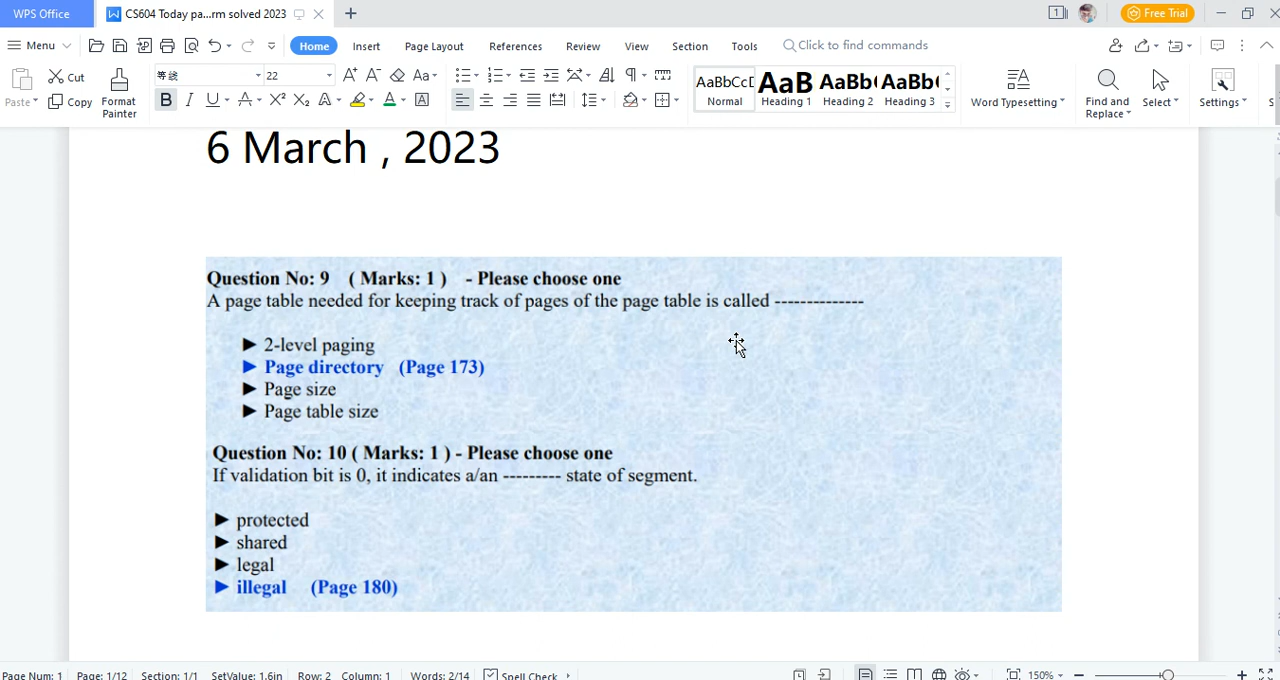 WPS Office
CS604 Today pa...rm solved 2023
1
Free Trial
Menu
Home
Insert
Page Layout
References
Review
View
Section
Tools
Click to find commands
Paste
Cut
Copy
Format Painter
等线
22
AaBbCcD
Normal
AaB
Heading 1
AaBb(
Heading 2
AaBb(
Heading 3
Word Typesetting
Find and Replace
Select
Settings
6 March , 2023
Question No: 9 ( Marks: 1 ) - Please choose one
A page table needed for keeping track of pages of the page table is called --------------
► 2-level paging
► Page directory (Page 173)
► Page size
► Page table size
Question No: 10 ( Marks: 1 ) - Please choose one
If validation bit is 0, it indicates a/an --------- state of segment.
► protected
► shared
► legal
► illegal (Page 180)
Page Num: 1 Page: 1/12 Section: 1/1 SetValue: 1.6in Row: 2 Column: 1 Words: 2/14 Spell Check 150%